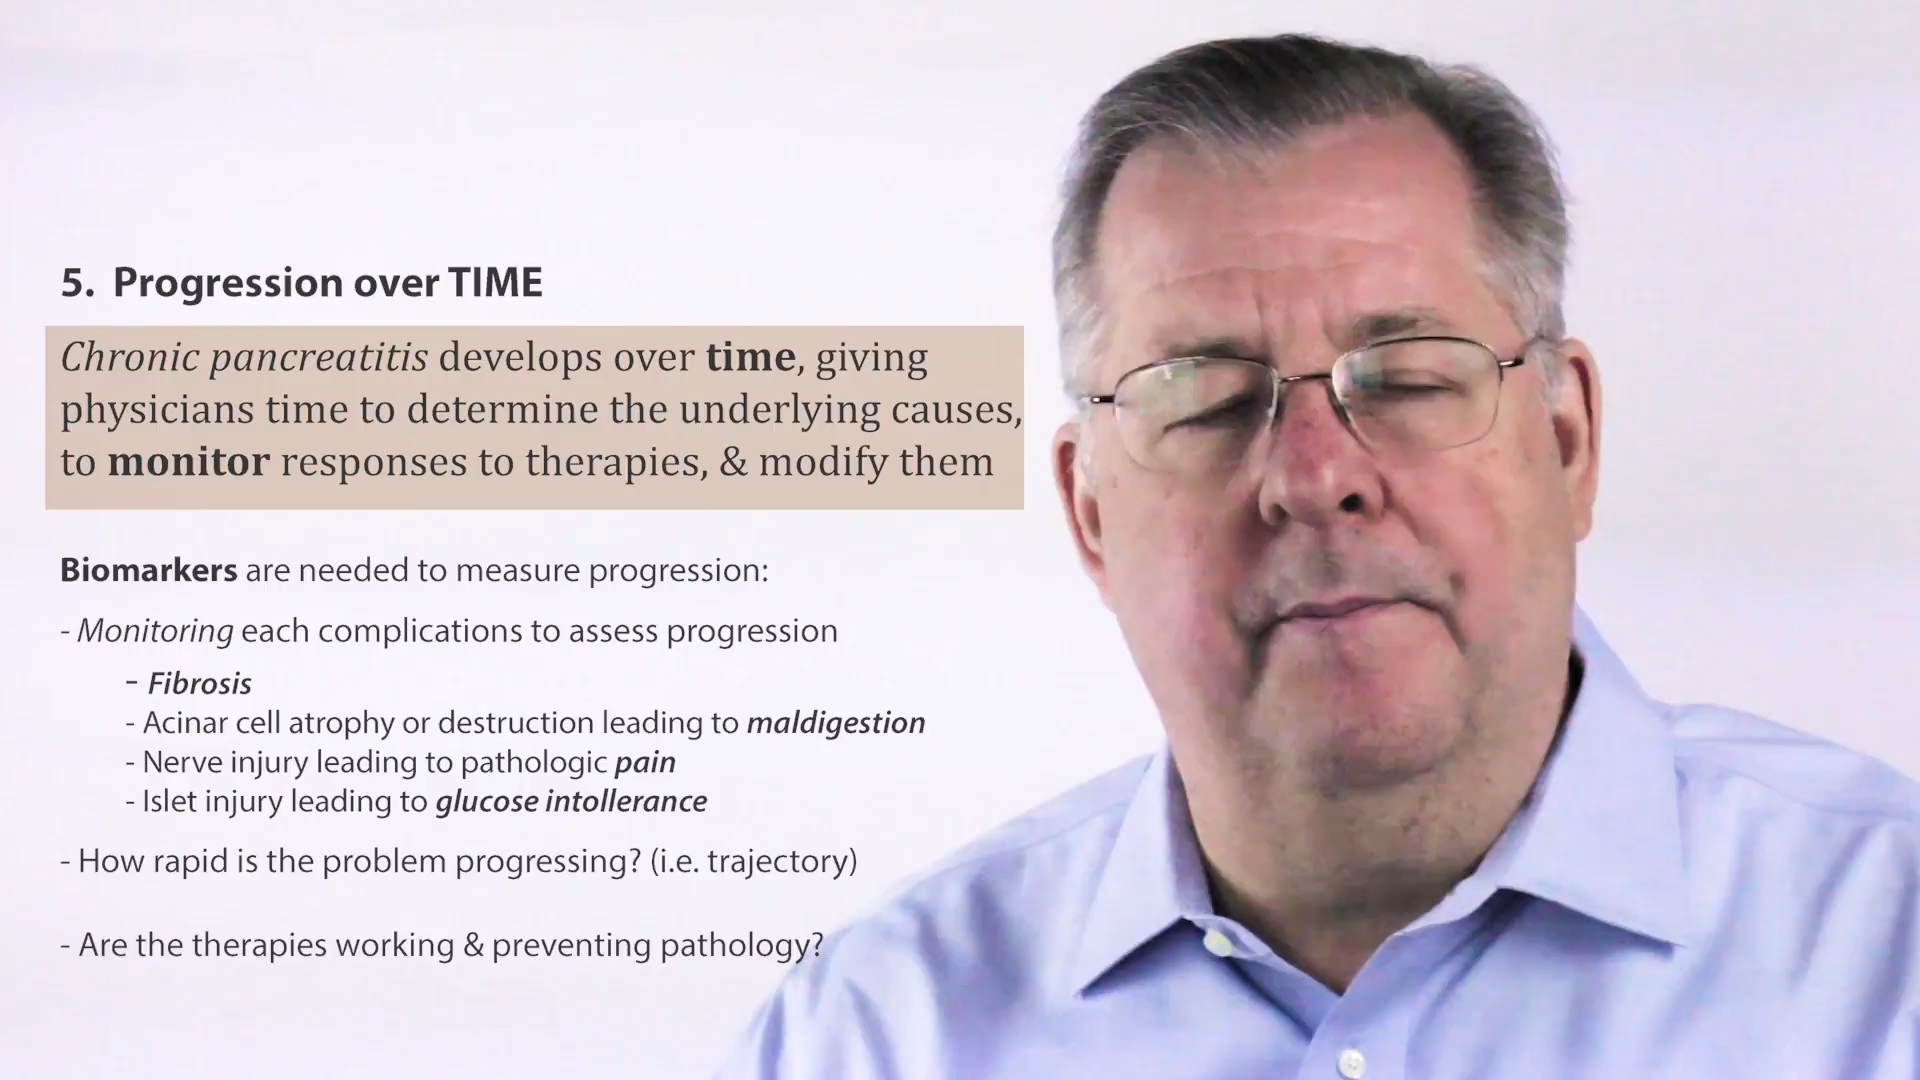 5. Progression over TIME
Chronic pancreatitis develops over time, giving
physicians time to determine the underlying causes,
to monitor responses to therapies, & modify them
Biomarkers are needed to measure progression:
- Monitoring each complications to assess progression
- Fibrosis
- Acinar cell atrophy or destruction leading to maldigestion
- Nerve injury leading to pathologic pain
- Islet injury leading to glucose intollerance
- How rapid is the problem progressing? (i.e. trajectory)
- Are the therapies working & preventing pathology?